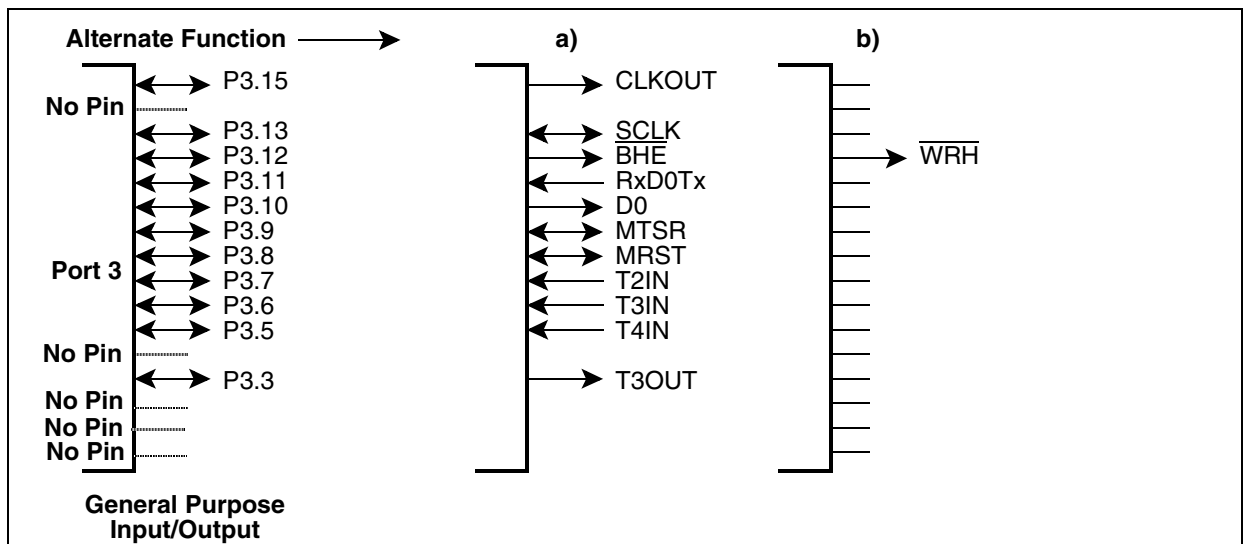 Alternate Function a) b)
P3.15 CLKOUT
No Pin
P3.13 SCLK
P3.12 BHE WRH
P3.11 RxD0Tx
P3.10 D0
P3.9 MTSR
P3.8 MRST
Port 3 P3.7 T2IN
P3.6 T3IN
P3.5 T4IN
No Pin
P3.3 T3OUT
No Pin
No Pin
No Pin
General Purpose
Input/Output